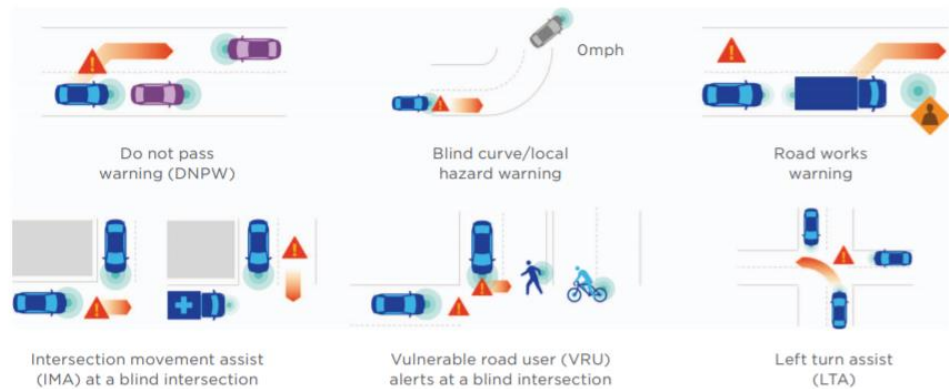 0mph
Do not pass
warning (DNPW)
Blind curve/local
hazard warning
Road works
warning
Intersection movement assist
(IMA) at a blind intersection
Vulnerable road user (VRU)
alerts at a blind intersection
Left turn assist
(LTA)